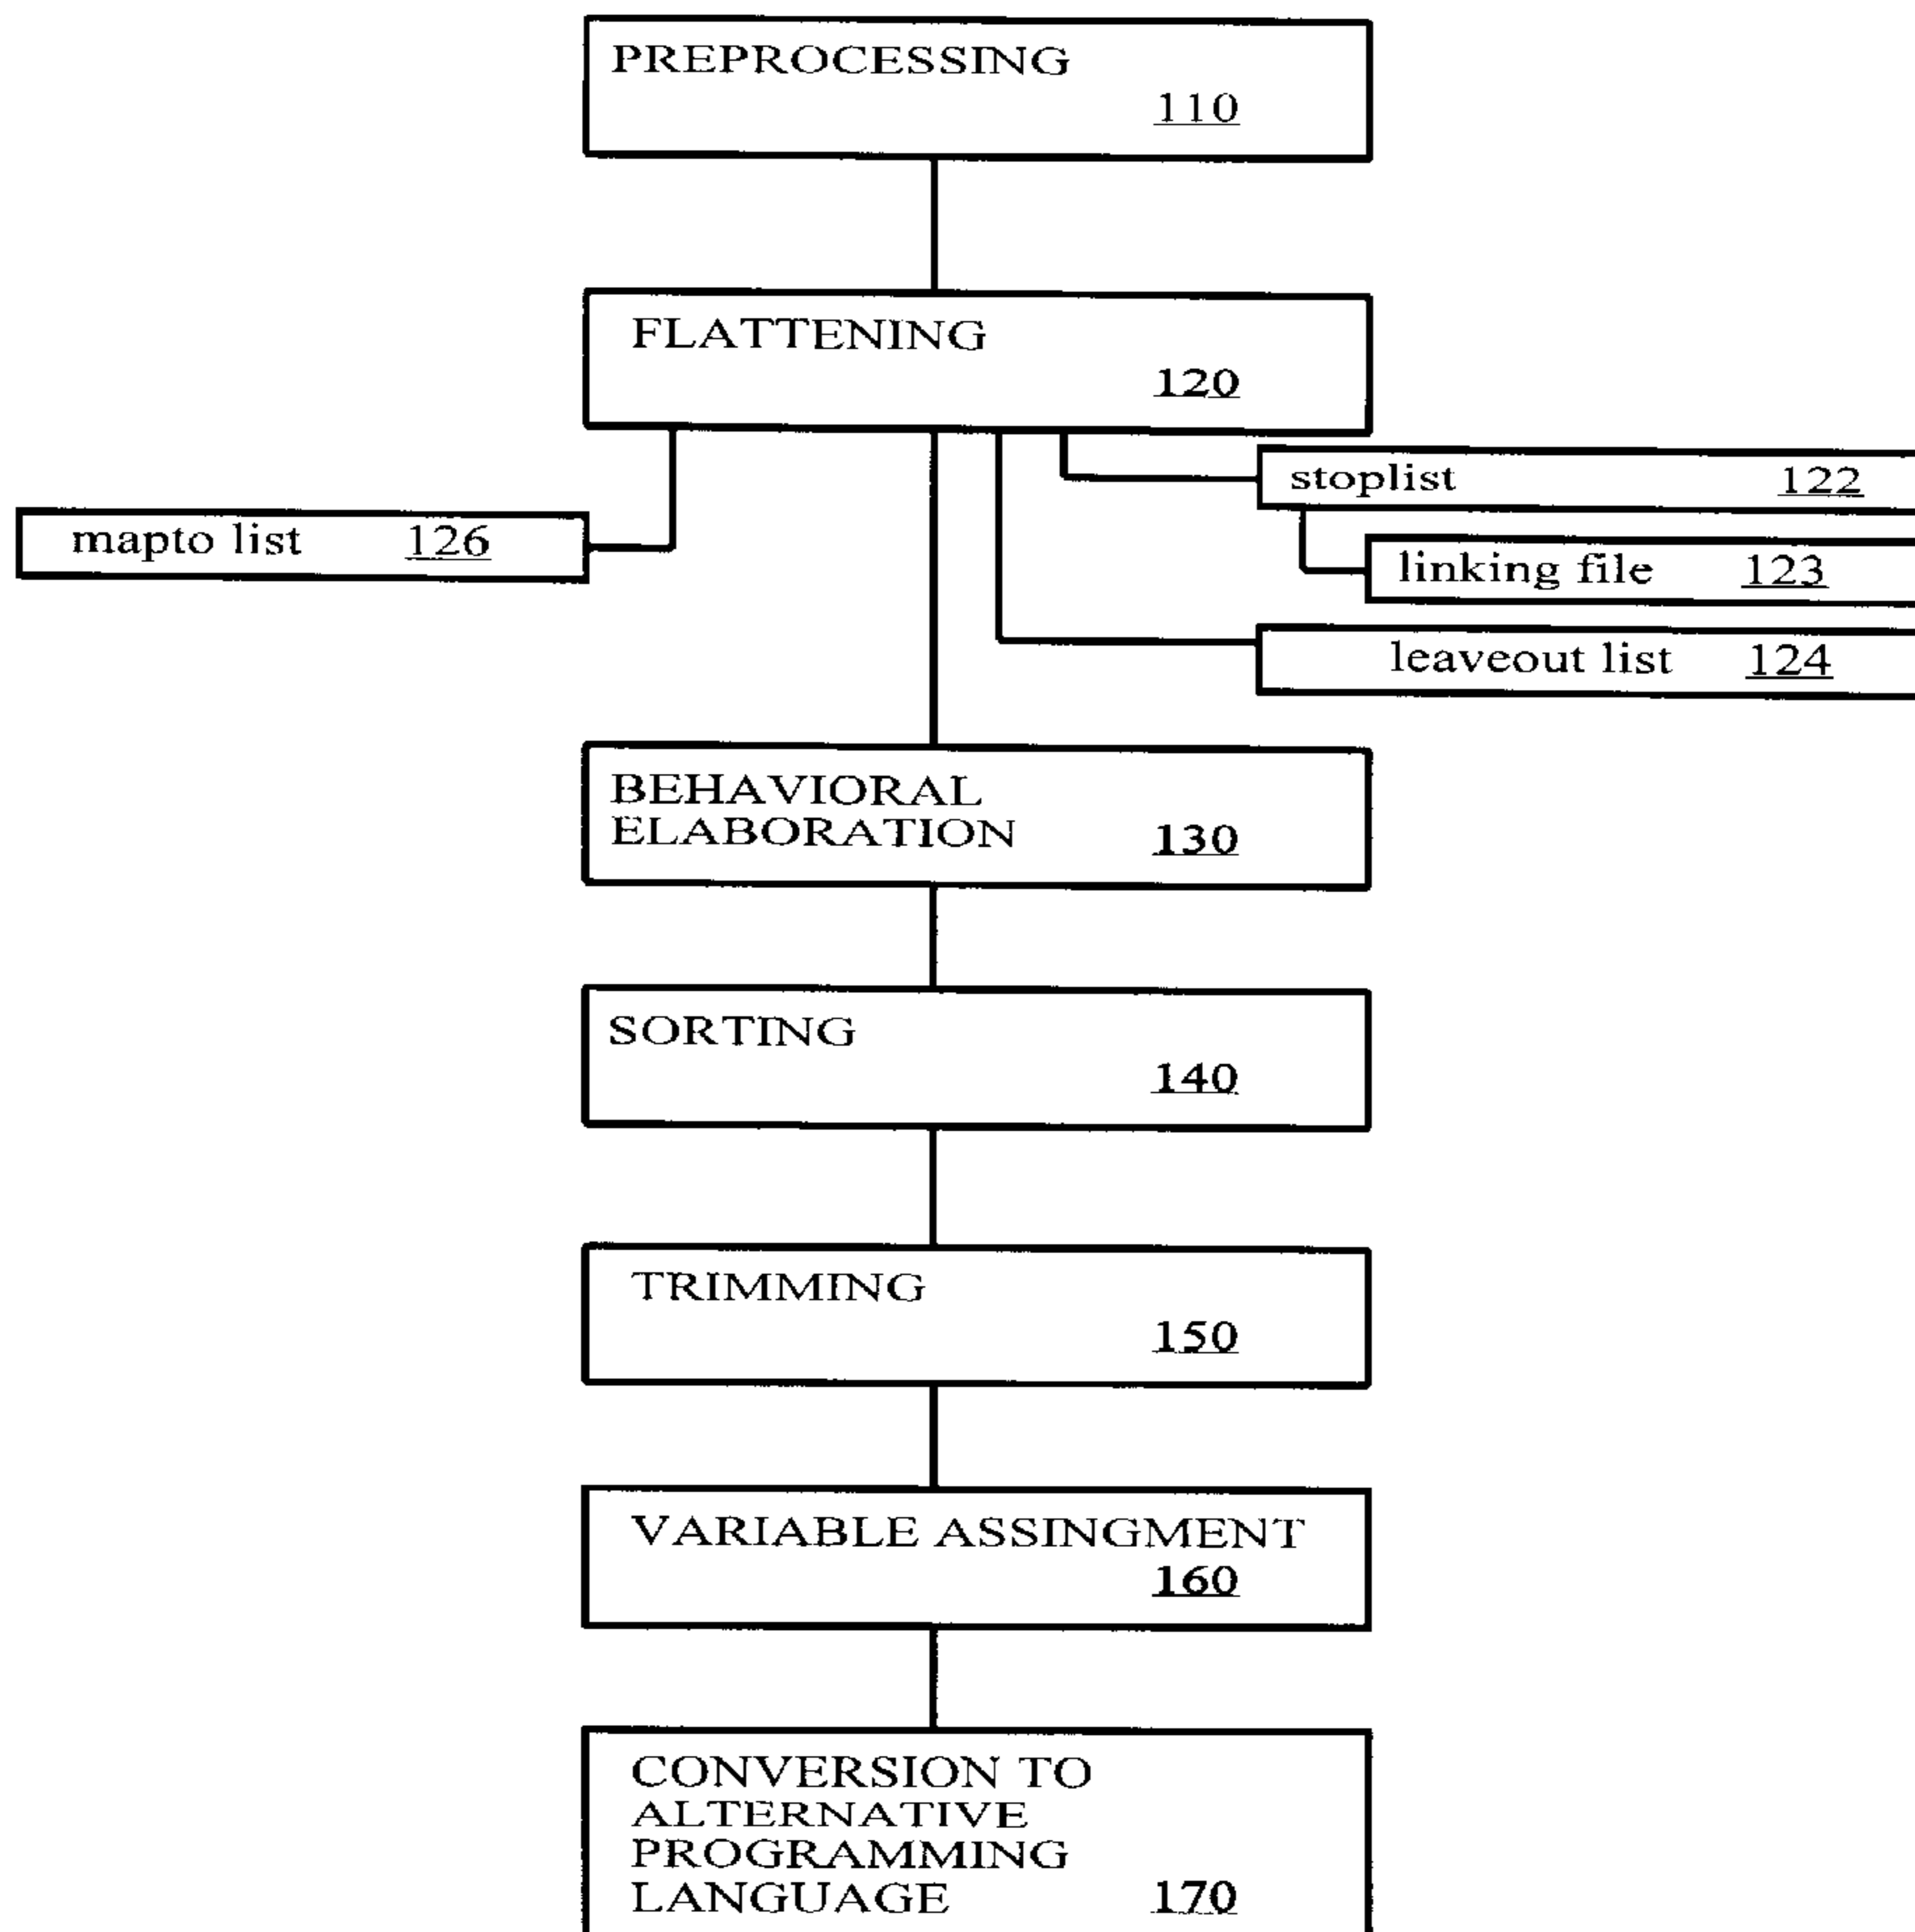 PREPROCESSING
110
FLATTENING
120
stoplist 122
mapto list 126
linking file 123
leaveout list 124
BEHAVIORAL
ELABORATION 130
SORTING
140
TRIMMING
150
VARIABLE ASSINGMENT
160
CONVERSION TO
ALTERNATIVE
PROGRAMMING
LANGUAGE 170